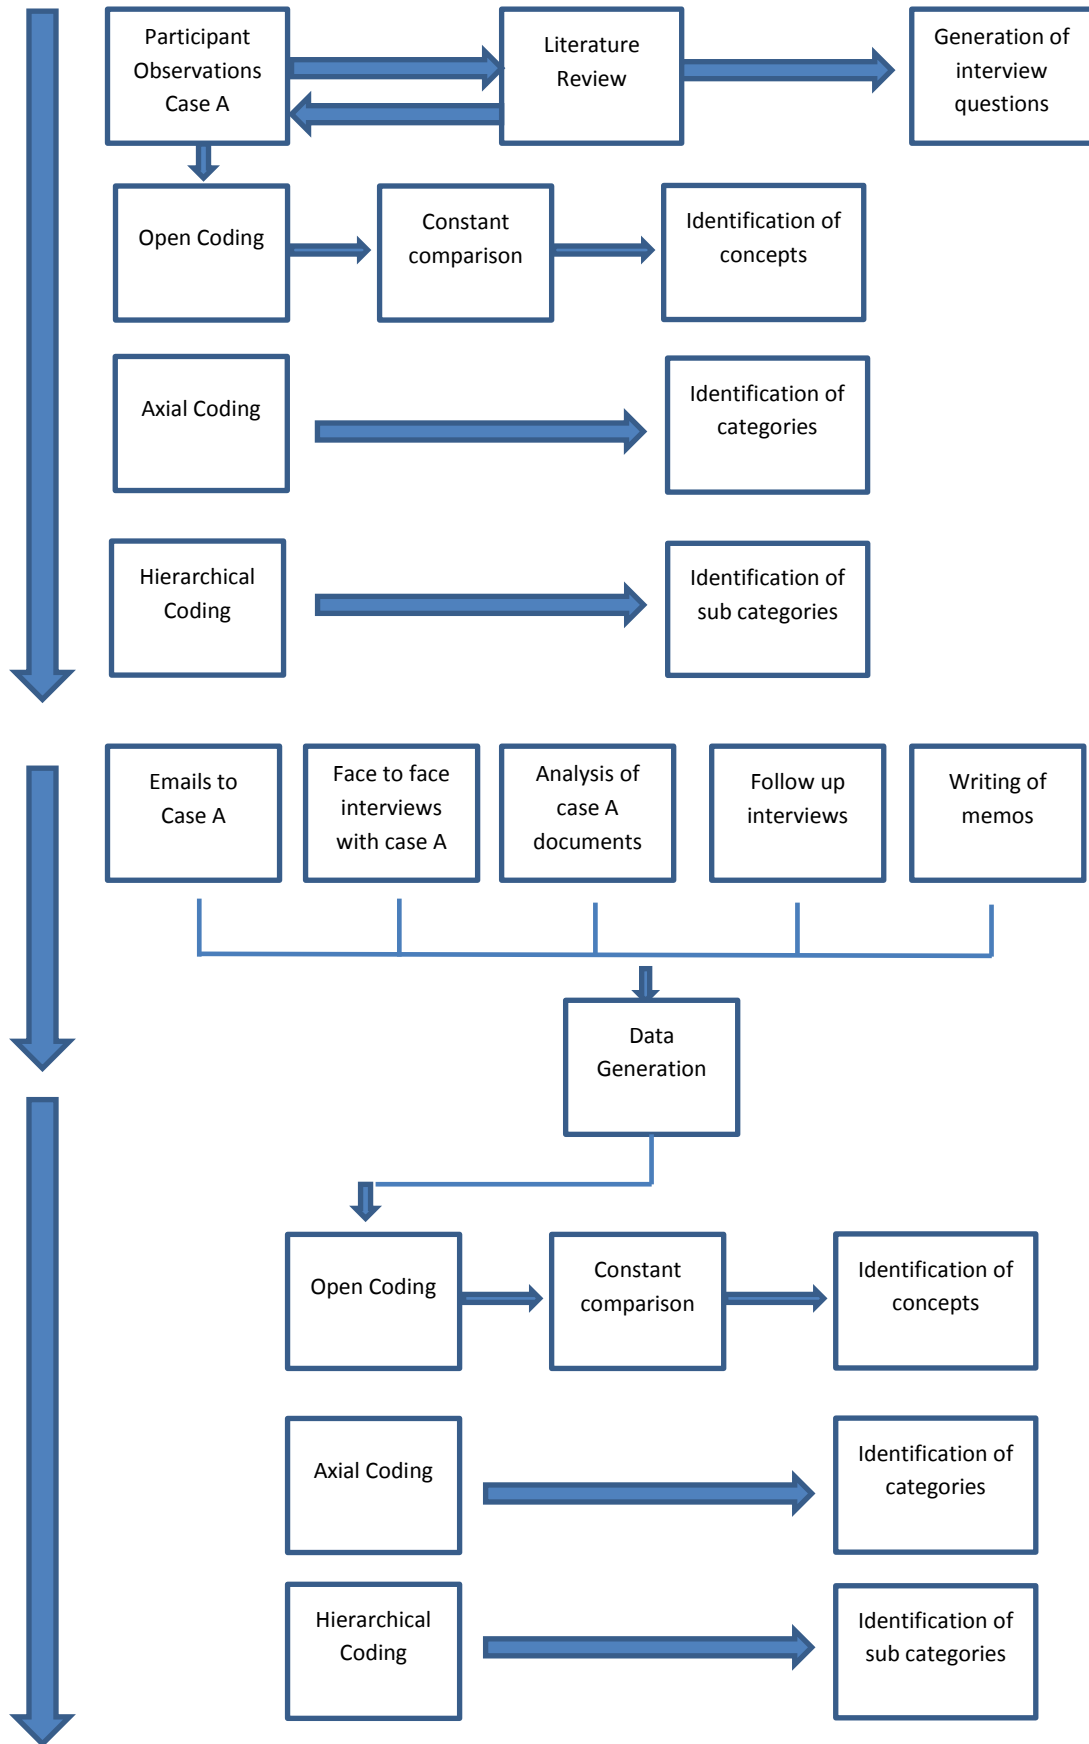 Participant
Observations
Case A
Literature
Review
Generation of
interview
questions
Open Coding
Constant
comparison
Identification of
concepts
Axial Coding
Identification of
categories
Hierarchical
Coding
Identification of
sub categories
Emails to
Case A
Face to face
interviews
with case A
Analysis of
case A
documents
Follow up
interviews
Writing of
memos
Data
Generation
Open Coding
Constant
comparison
Identification of
concepts
Axial Coding
Identification of
categories
Hierarchical
Coding
Identification of
sub categories